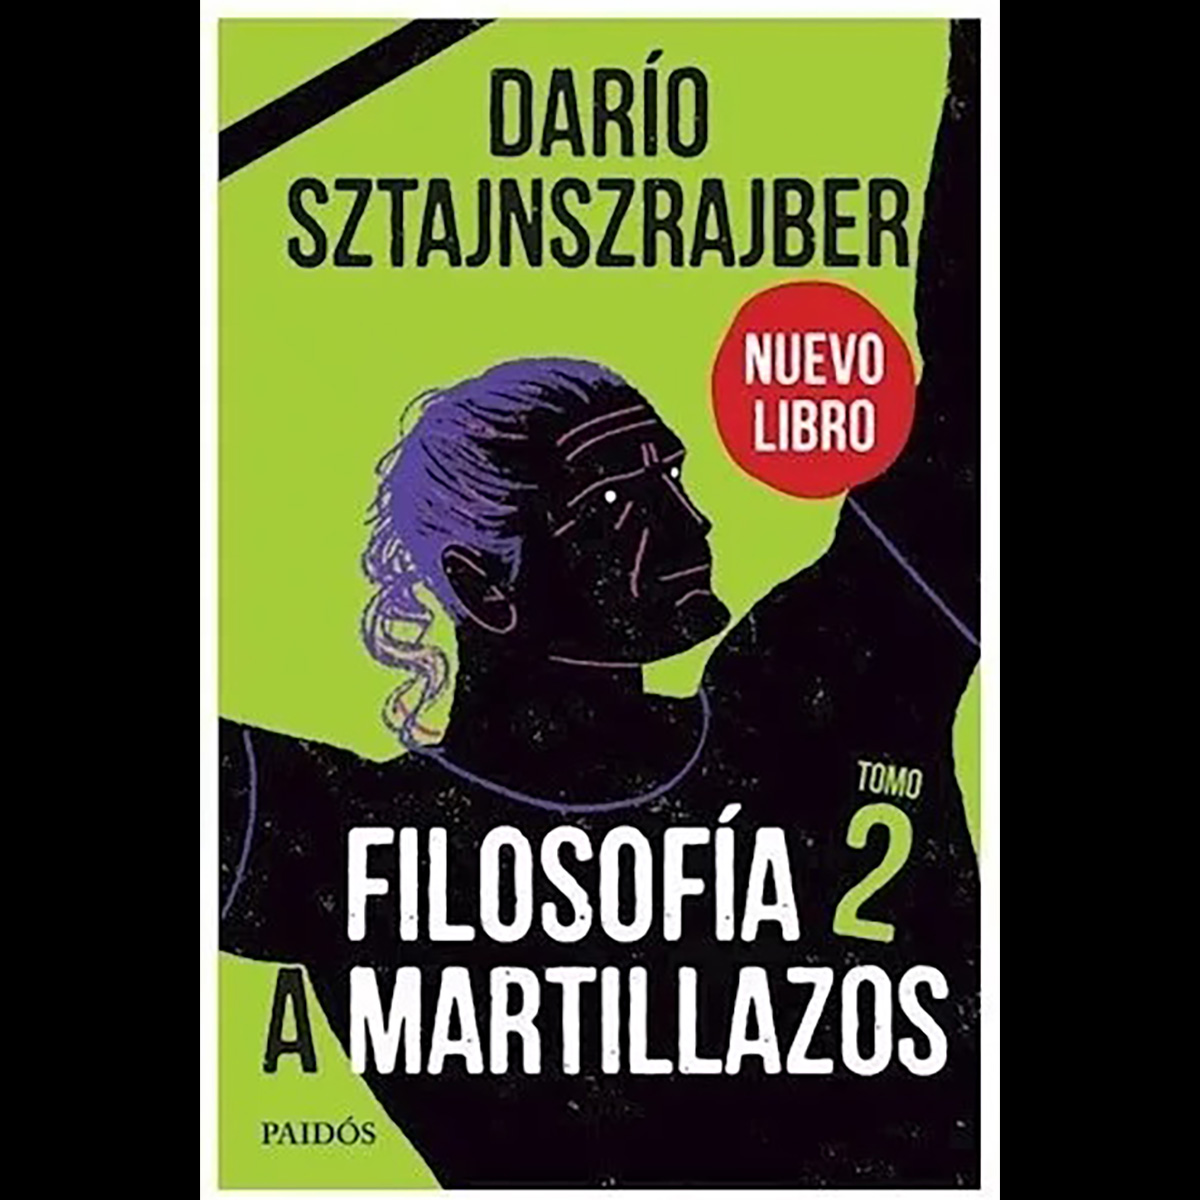 DARÍO
SZTAJNSZRAJBER
NUEVO
LIBRO
TOMO
FILOSOFÍA 2
A MARTILLAZOS
PAIDÓS